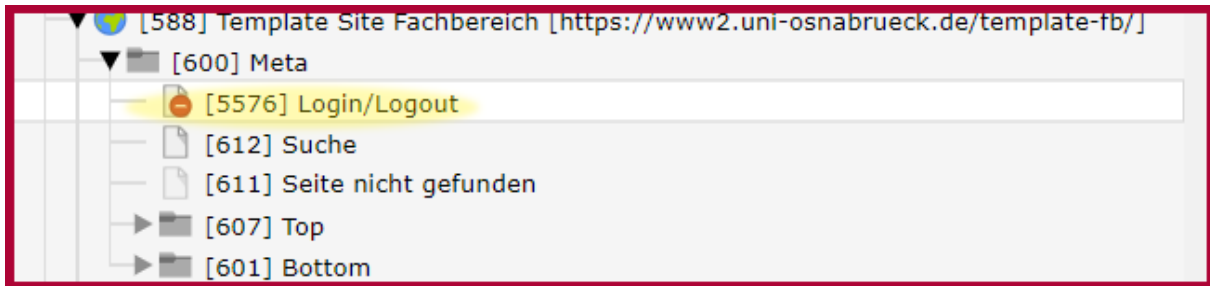 [588] Template Site Fachbereich [https://www2.uni-osnabrueck.de/template-fb/]
[600] Meta
[5576] Login/Logout
[612] Suche
[611] Seite nicht gefunden
[607] Top
[601] Bottom